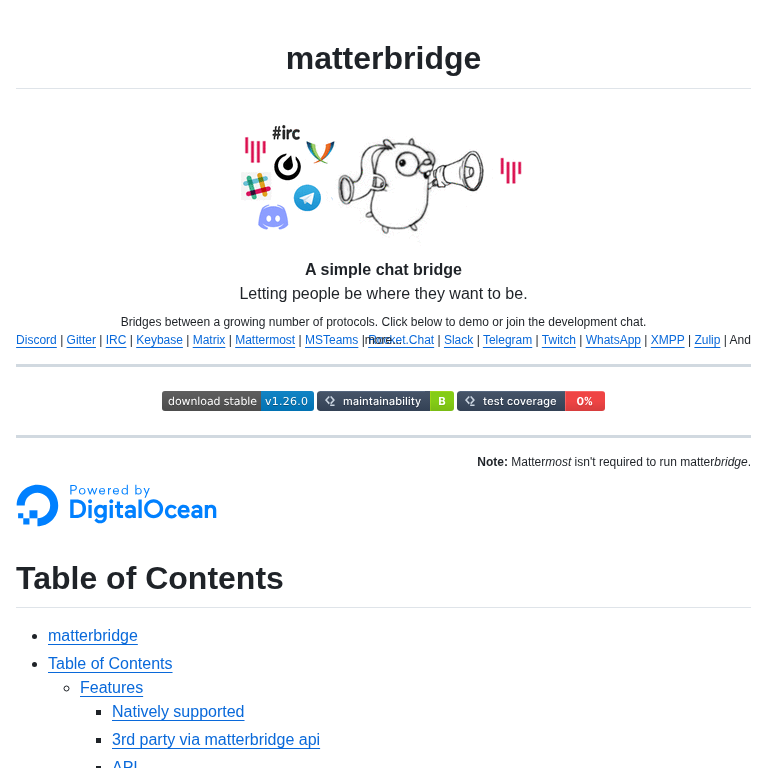 matterbridge
#irc
A simple chat bridge
Letting people be where they want to be.
Bridges between a growing number of protocols. Click below to demo or join the development chat.
Discord | Gitter | IRC | Keybase | Matrix | Mattermost | MSTeams | Rocket.Chat | Slack | Telegram | Twitch | WhatsApp | XMPP | Zulip | And more...
download stable v1.26.0 maintainability B test coverage 0%
Note: Mattermost isn't required to run matterbridge.
Powered by
DigitalOcean
Table of Contents
matterbridge
Table of Contents
Features
Natively supported
3rd party via matterbridge api
API